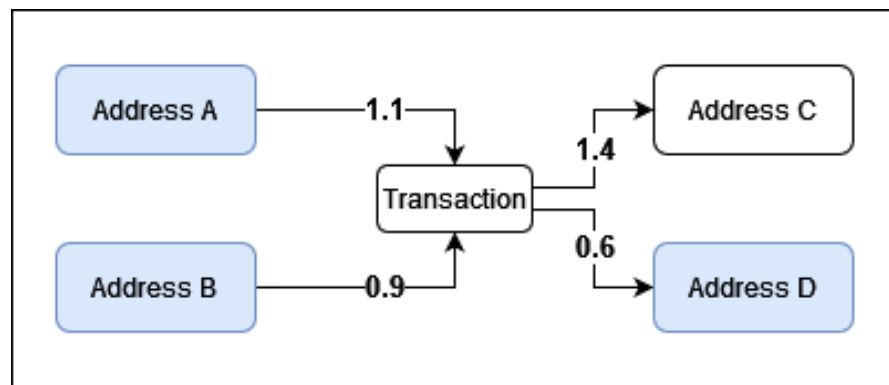 Address A
1.1
Address C
1.4
Transaction
0.6
Address B
0.9
Address D